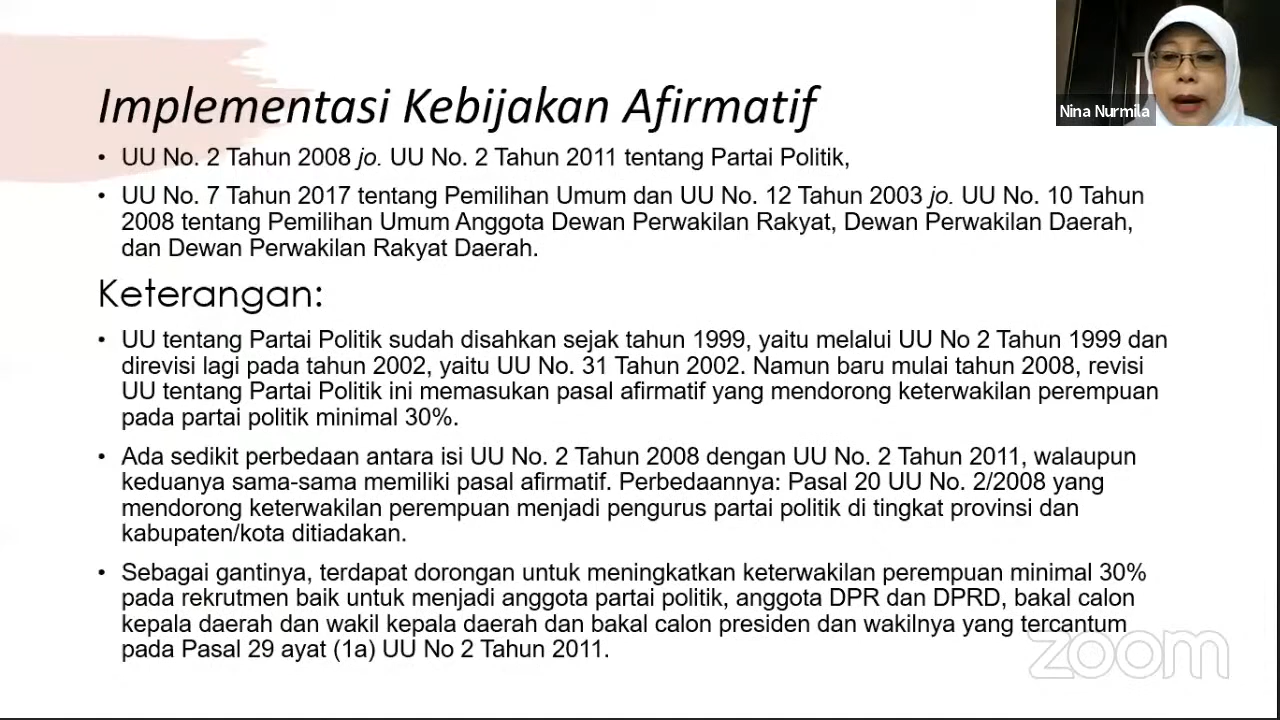 Nina Nurmila
Implementasi Kebijakan Afirmatif
• UU No. 2 Tahun 2008 jo. UU No. 2 Tahun 2011 tentang Partai Politik,
• UU No. 7 Tahun 2017 tentang Pemilihan Umum dan UU No. 12 Tahun 2003 jo. UU No. 10 Tahun
2008 tentang Pemilihan Umum Anggota Dewan Perwakilan Rakyat, Dewan Perwakilan Daerah,
dan Dewan Perwakilan Rakyat Daerah.
Keterangan:
• UU tentang Partai Politik sudah disahkan sejak tahun 1999, yaitu melalui UU No 2 Tahun 1999 dan
direvisi lagi pada tahun 2002, yaitu UU No. 31 Tahun 2002. Namun baru mulai tahun 2008, revisi
UU tentang Partai Politik ini memasukan pasal afirmatif yang mendorong keterwakilan perempuan
pada partai politik minimal 30%.
• Ada sedikit perbedaan antara isi UU No. 2 Tahun 2008 dengan UU No. 2 Tahun 2011, walaupun
keduanya sama-sama memiliki pasal afirmatif. Perbedaannya: Pasal 20 UU No. 2/2008 yang
mendorong keterwakilan perempuan menjadi pengurus partai politik di tingkat provinsi dan
kabupaten/kota ditiadakan.
• Sebagai gantinya, terdapat dorongan untuk meningkatkan keterwakilan perempuan minimal 30%
pada rekrutmen baik untuk menjadi anggota partai politik, anggota DPR dan DPRD, bakal calon
kepala daerah dan wakil kepala daerah dan bakal calon presiden dan wakilnya yang tercantum
pada Pasal 29 ayat (1a) UU No 2 Tahun 2011.
zoom